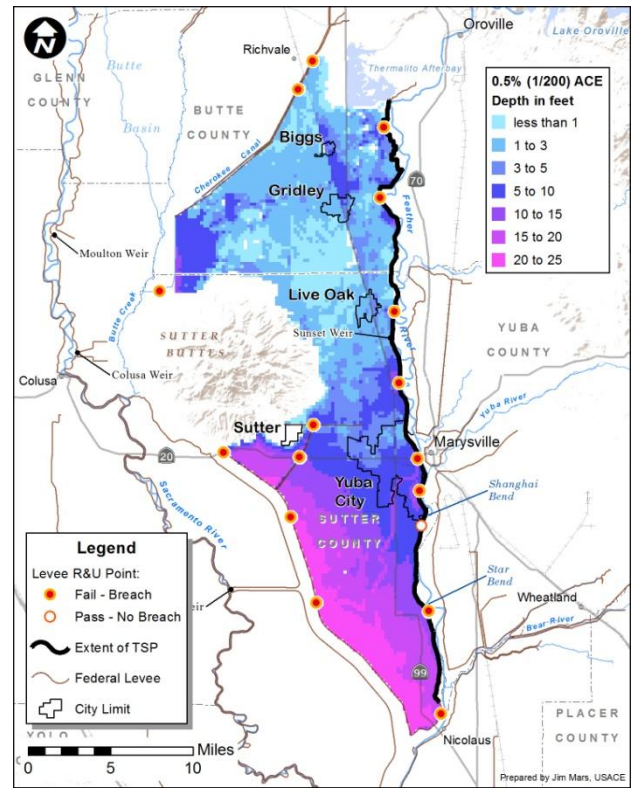 N
Richvale
Oroville
Lake Oroville
Thermalito Afterbay
GLENN
COUNTY
Butte
Basin
BUTTE
COUNTY
Cherokee Canal
Biggs
Gridley
70
Feather
River
0.5% (1/200) ACE
Depth in feet
less than 1
1 to 3
3 to 5
5 to 10
10 to 15
15 to 20
20 to 25
Moulton Weir
Butte Creek
Live Oak
Sunset Weir
SUTTER
BUTTES
YUBA
COUNTY
Colusa Weir
Colusa
Yuba River
Sutter
20
Marysville
Yuba
City
SUTTER
COUNTY
Shanghai
Bend
Sacramento
River
Star
Bend
Wheatland
Bear River
99
PLACER
COUNTY
Nicolaus
Legend
Levee R&U Point:
Fail - Breach
Pass - No Breach
Extent of TSP
Federal Levee
City Limit
YOLO
Miles
0 5 10
Prepared by Jim Mars, USACE